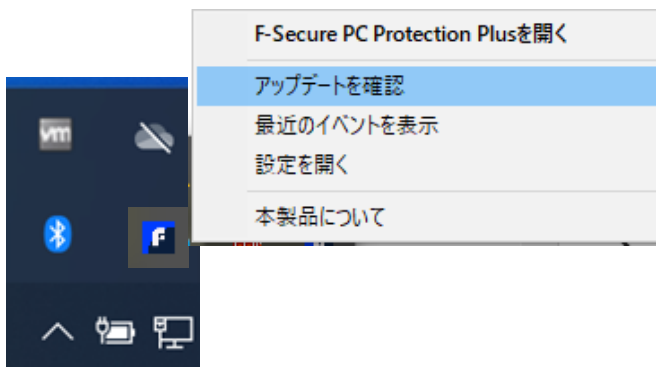 F-Secure PC Protection Plusを開く
アップデートを確認
vm
最近のイベントを表示
設定を開く
本製品について
F